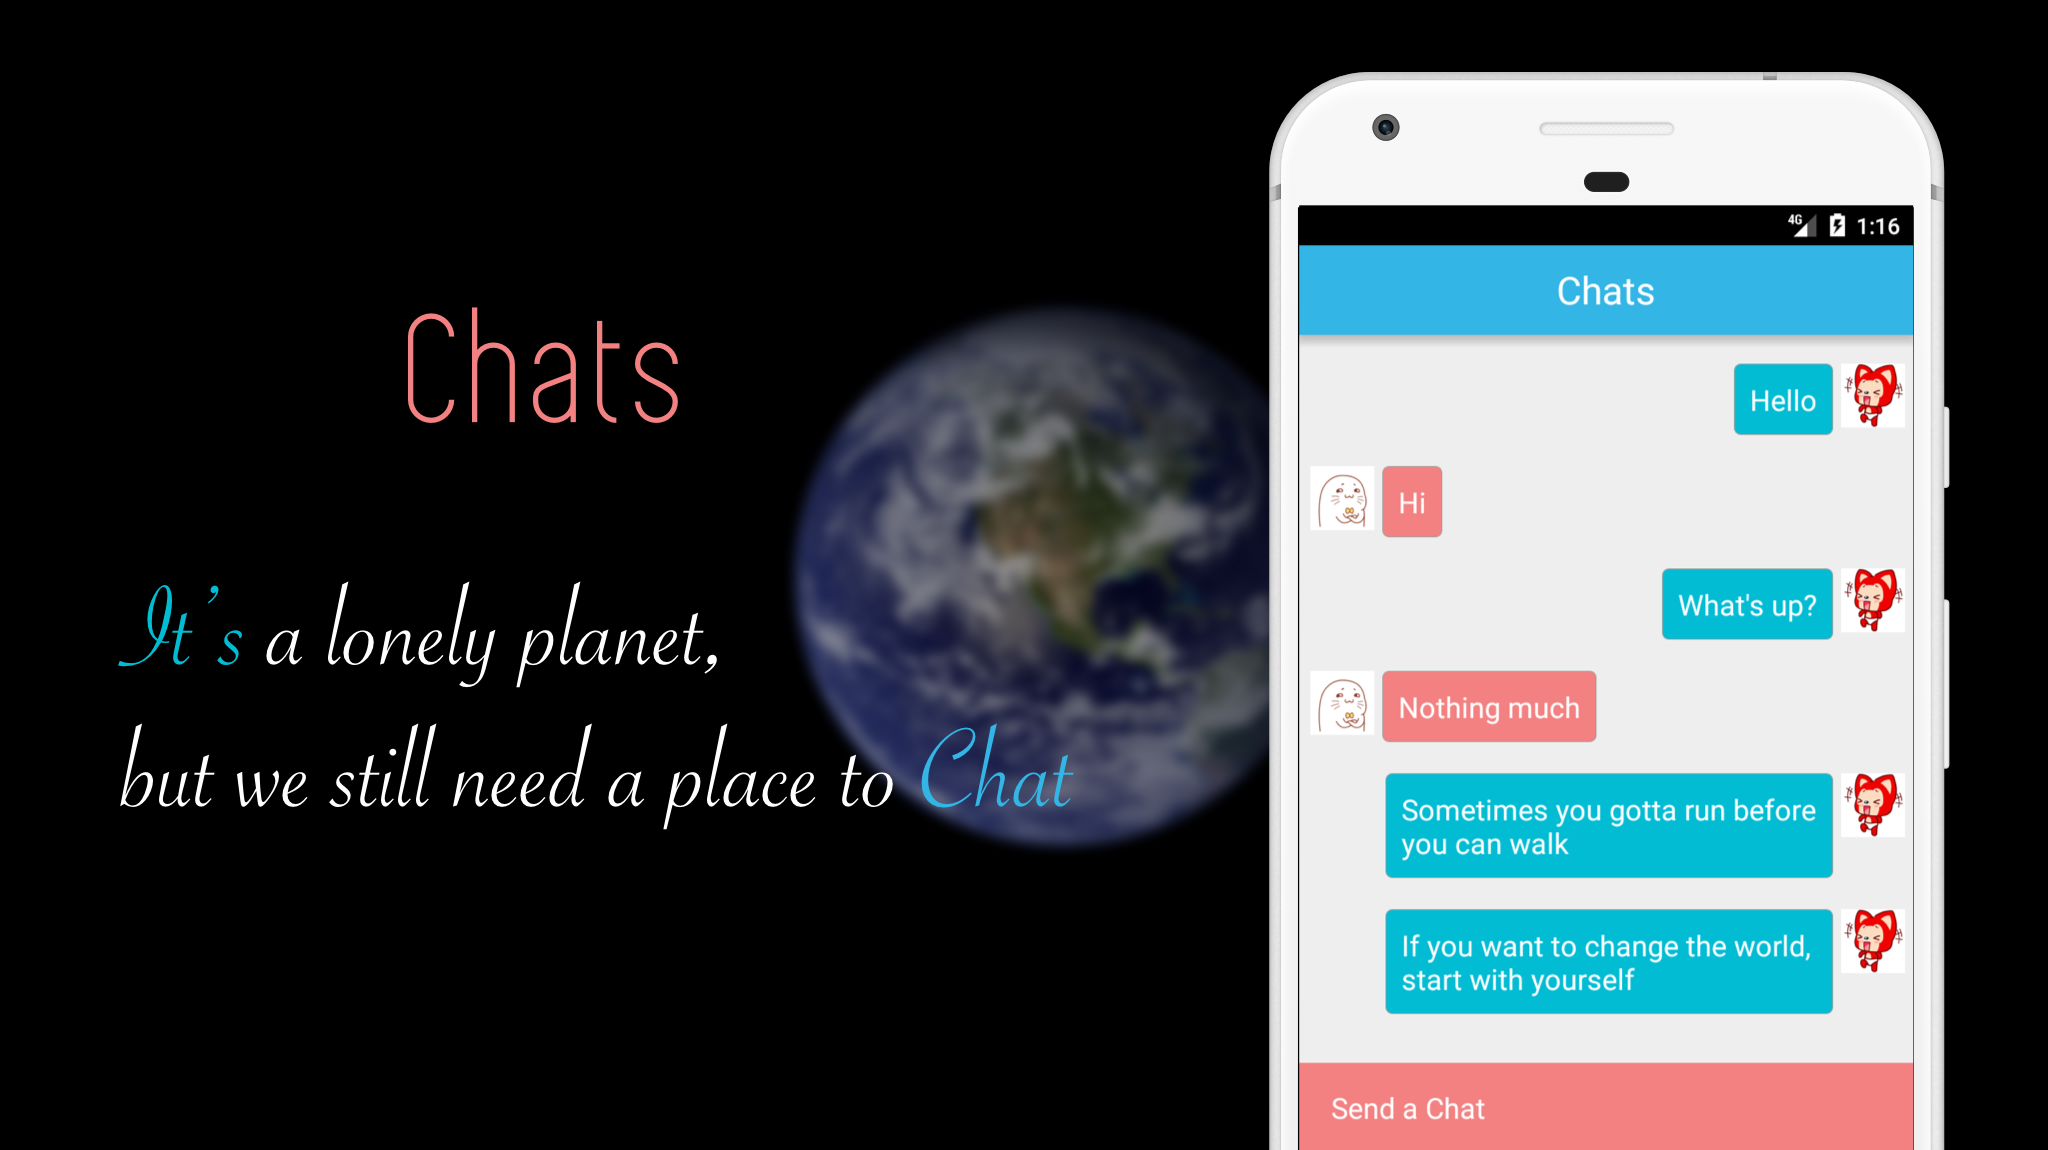 Chats
It's a lonely planet,
but we still need a place to Chat
4G 1:16
Chats
Hello
Hi
What's up?
Nothing much
Sometimes you gotta run before
you can walk
If you want to change the world,
start with yourself
Send a Chat